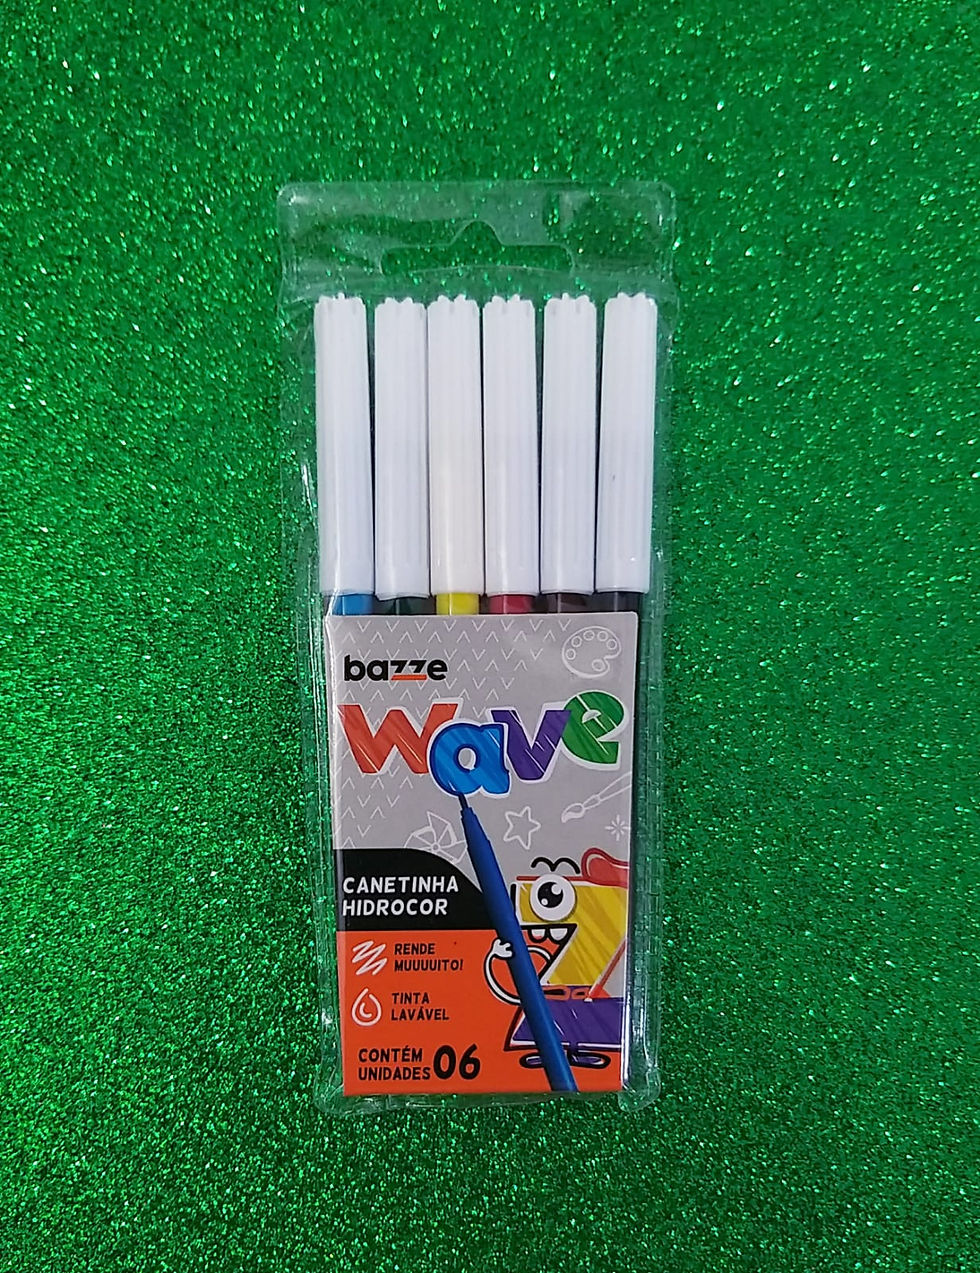 bazze
wave
CANETINHA
HIDROCOR
RENDE
MUUUUITO!
TINTA
LAVÁVEL
CONTÉM
UNIDADES 06